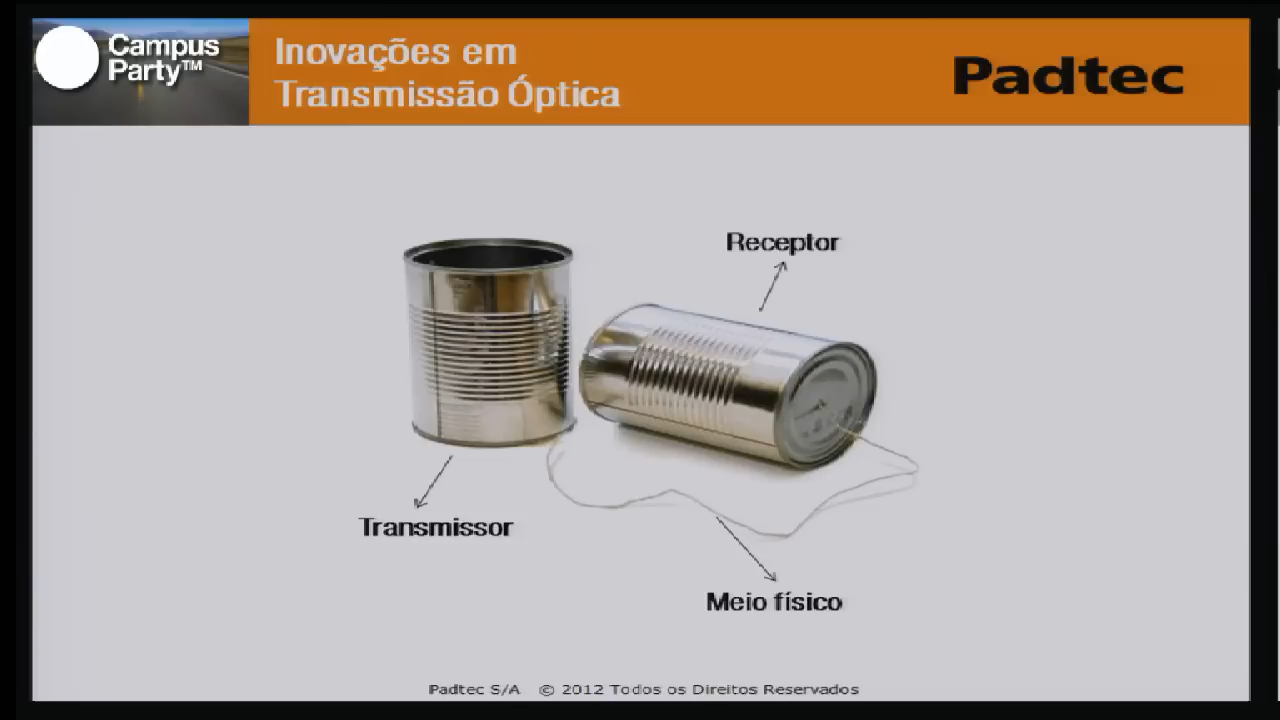 Campus
Party™
Inovações em
Transmissão Óptica
Padtec
Receptor
Transmissor
Meio físico
Padtec S/A © 2012 Todos os Direitos Reservados